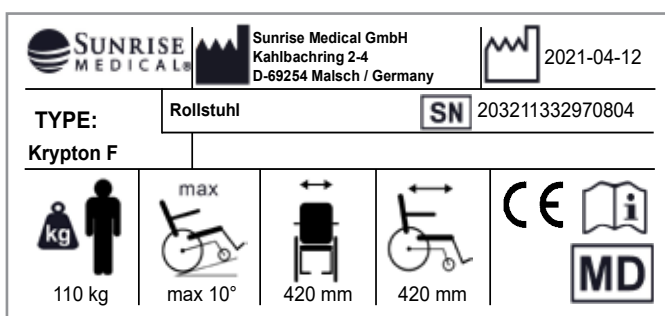 SUNRISE MEDICAL®
Sunrise Medical GmbH
Kahlbachring 2-4
D-69254 Malsch / Germany
2021-04-12
TYPE:
Rollstuhl
SN 203211332970804
Krypton F
kg
110 kg
max
max 10°
420 mm
420 mm
CE
i
MD